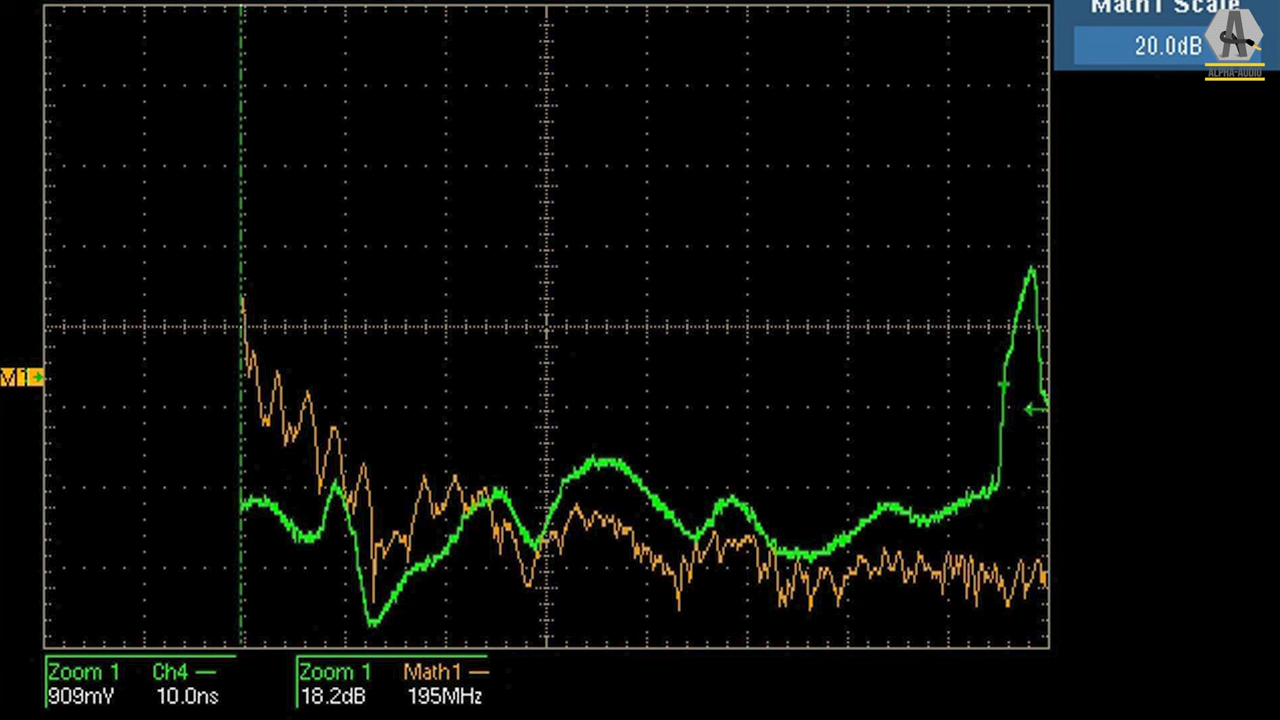 Math1 Scale
20.0dB
ALPHA-AUDIO
M1
Zoom 1 Ch4
909mV 10.0ns
Zoom 1 Math1
18.2dB 195MHz